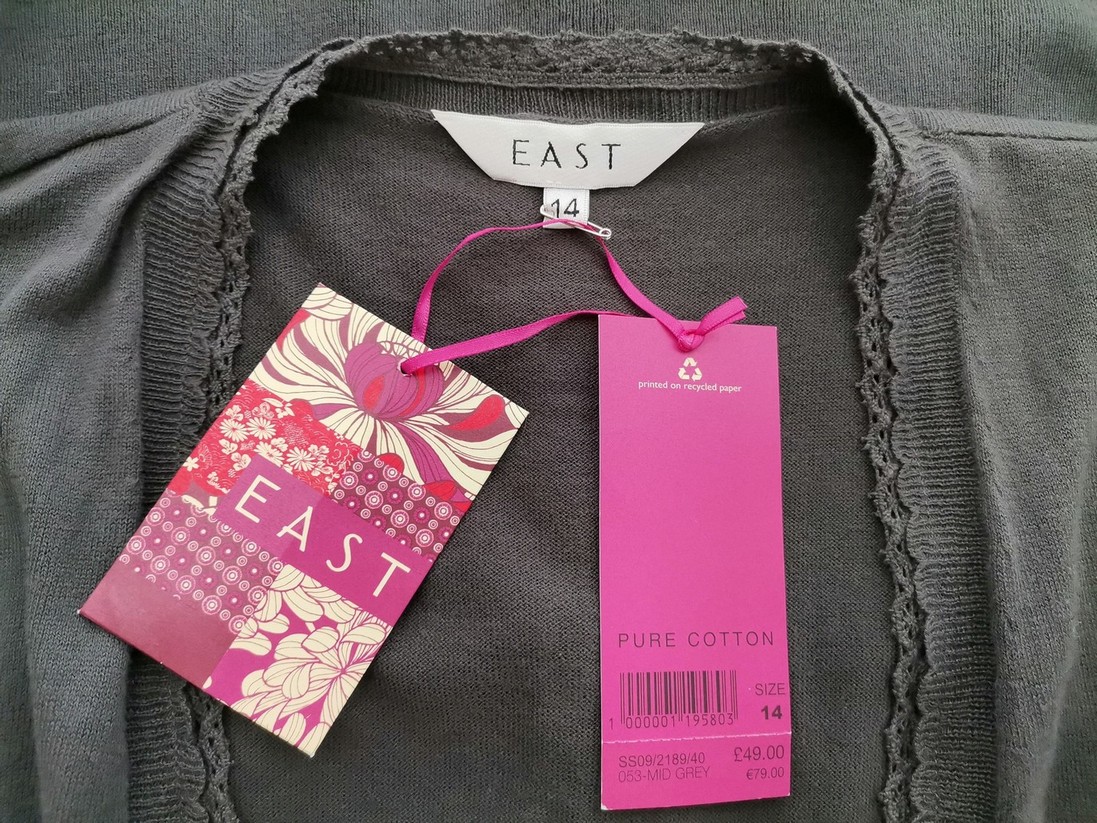 EAST
14
EAST
printed on recycled paper
PURE COTTON
SIZE
14
1 000001 195803
SS09/2189/40
£49.00
053-MID GREY
€79.00